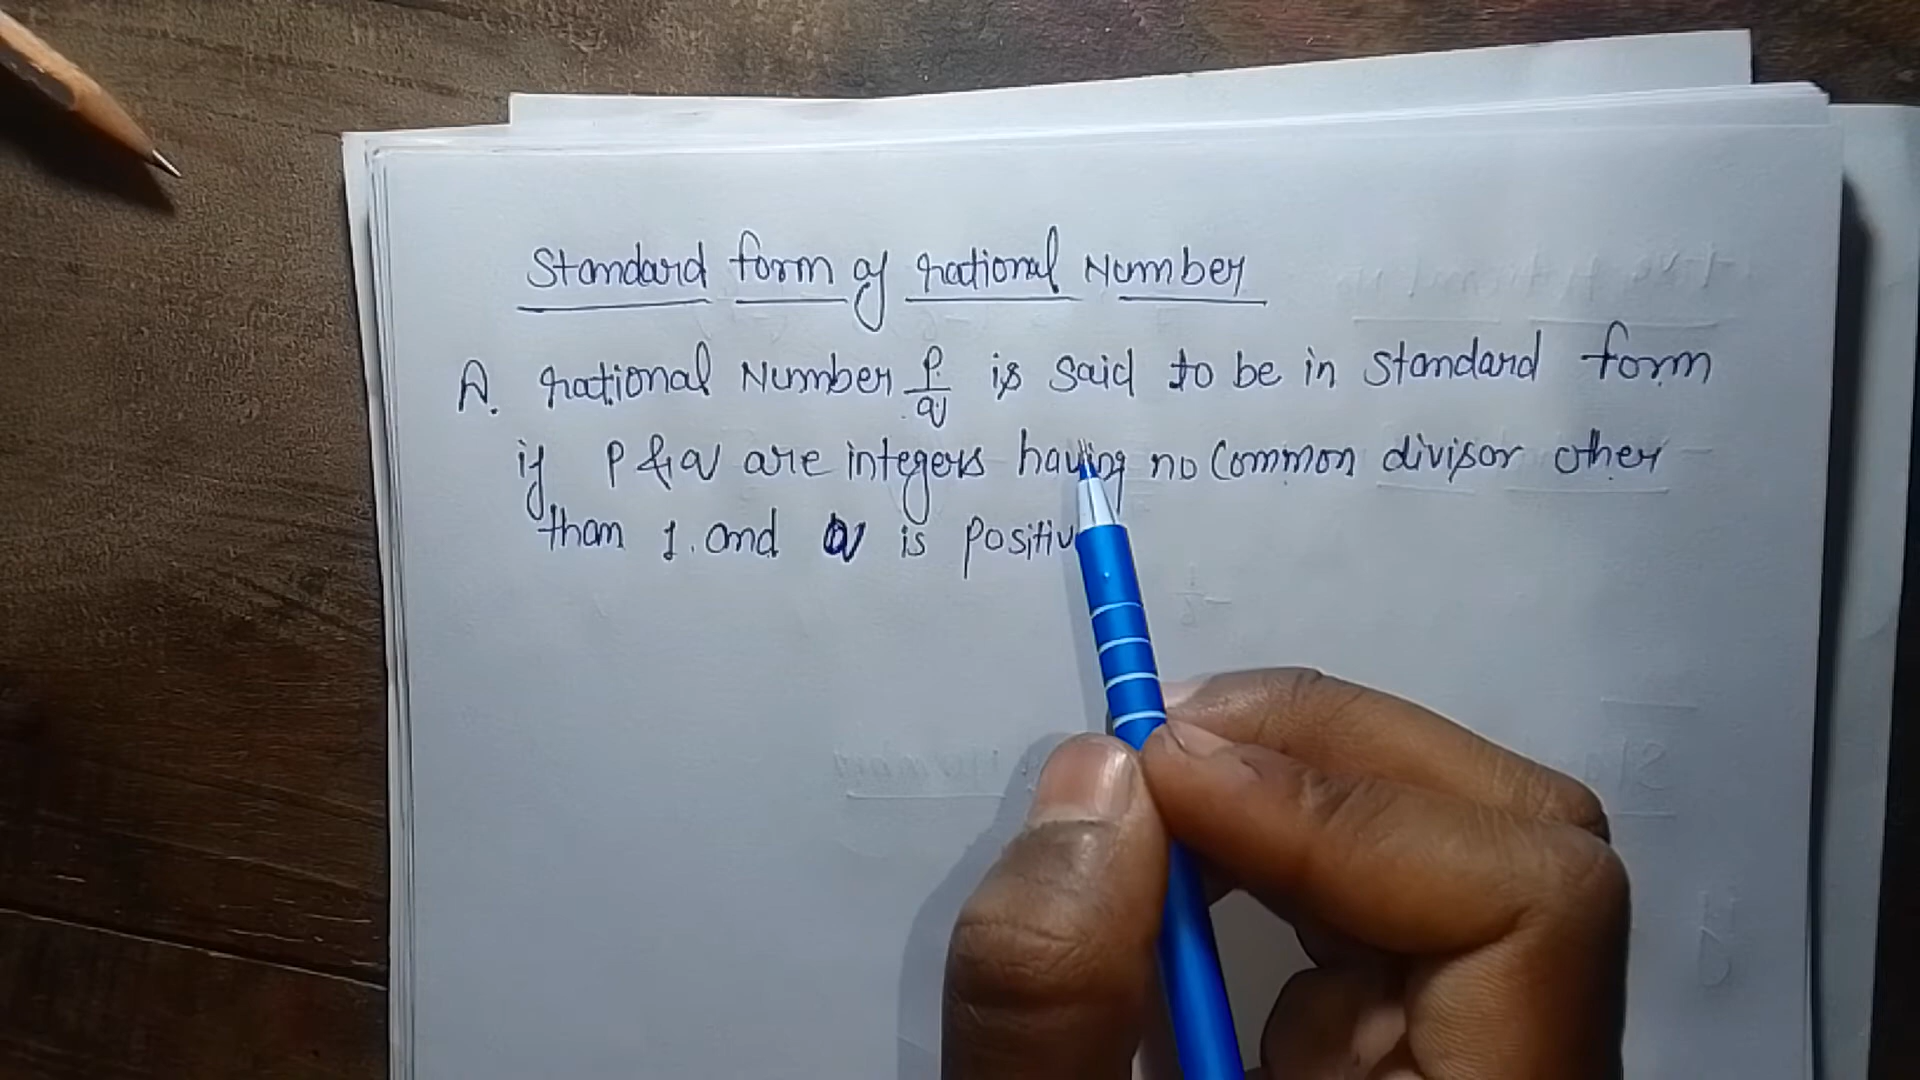 Standard form of rational Number
A. rational Number p/q is said to be in standard form
if P & q are integers having no Common divisor other
than 1. and q is positiv